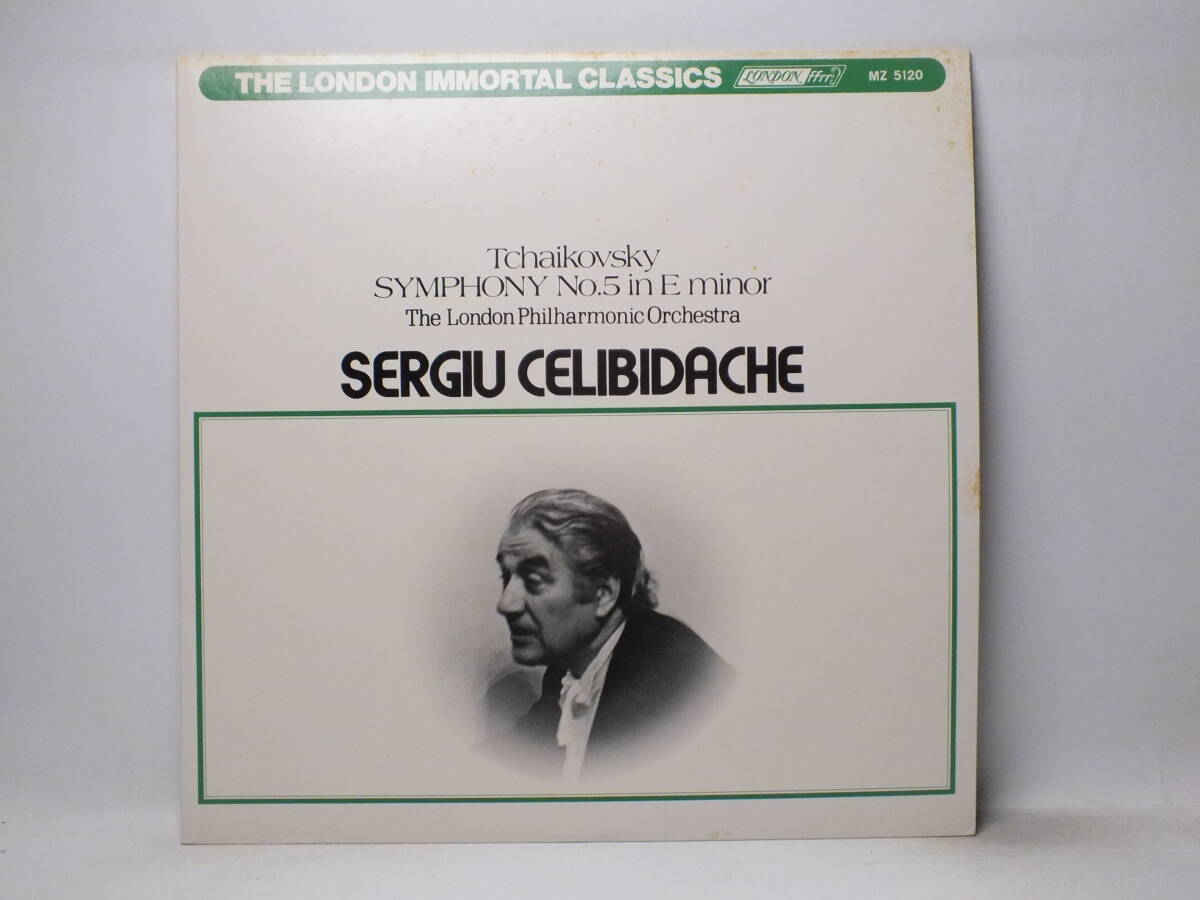 THE LONDON IMMORTAL CLASSICS LONDON ffrr MZ 5120
Tchaikovsky
SYMPHONY No.5 in E minor
The London Philharmonic Orchestra
SERGIU CELIBIDACHE